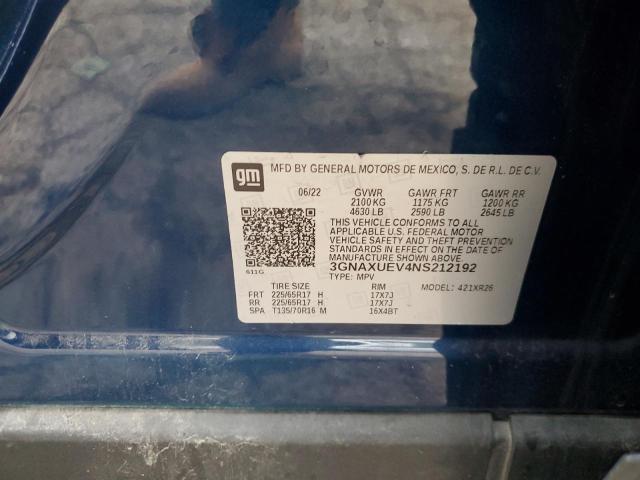 gm
MFD BY GENERAL MOTORS DE MEXICO, S. DE R.L. DE C.V.
06/22 GVWR GAWR FRT GAWR RR
2100 KG 1175 KG 1200 KG
4630 LB 2590 LB 2645 LB
THIS VEHICLE CONFORMS TO ALL
APPLICABLE U.S. FEDERAL MOTOR
VEHICLE SAFETY AND THEFT PREVENTION
STANDARDS IN EFFECT ON THE DATE OF
MANUFACTURE SHOWN ABOVE.
3GNAXUEV4NS212192
TYPE: MPV MODEL: 421XR26
611G
TIRE SIZE RIM
FRT 225/65R17 H 17X7J
RR 225/65R17 H 17X7J
SPA T135/70R16 M 16X4BT